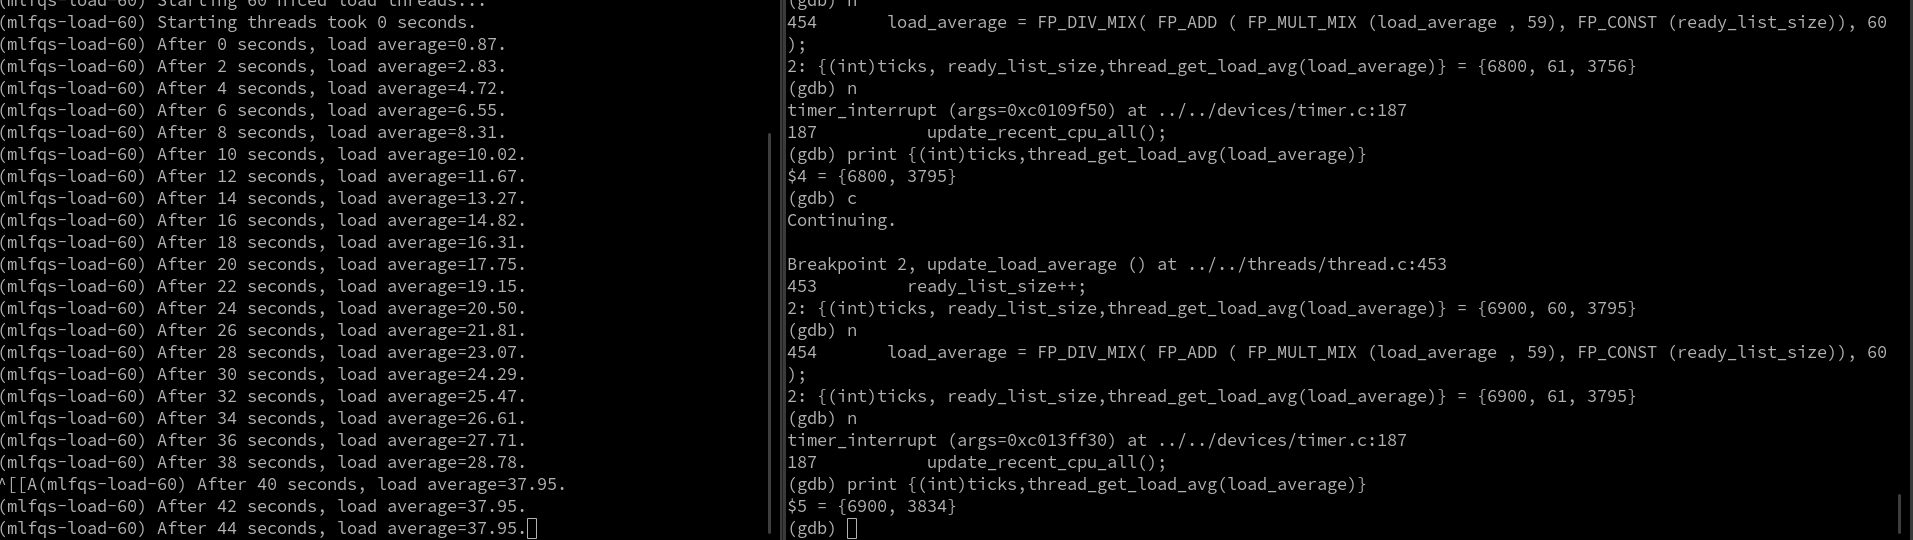 (mlfqs-load-60) Starting 60 niced load threads...
(mlfqs-load-60) Starting threads took 0 seconds.
(mlfqs-load-60) After 0 seconds, load average=0.87.
(mlfqs-load-60) After 2 seconds, load average=2.83.
(mlfqs-load-60) After 4 seconds, load average=4.72.
(mlfqs-load-60) After 6 seconds, load average=6.55.
(mlfqs-load-60) After 8 seconds, load average=8.31.
(mlfqs-load-60) After 10 seconds, load average=10.02.
(mlfqs-load-60) After 12 seconds, load average=11.67.
(mlfqs-load-60) After 14 seconds, load average=13.27.
(mlfqs-load-60) After 16 seconds, load average=14.82.
(mlfqs-load-60) After 18 seconds, load average=16.31.
(mlfqs-load-60) After 20 seconds, load average=17.75.
(mlfqs-load-60) After 22 seconds, load average=19.15.
(mlfqs-load-60) After 24 seconds, load average=20.50.
(mlfqs-load-60) After 26 seconds, load average=21.81.
(mlfqs-load-60) After 28 seconds, load average=23.07.
(mlfqs-load-60) After 30 seconds, load average=24.29.
(mlfqs-load-60) After 32 seconds, load average=25.47.
(mlfqs-load-60) After 34 seconds, load average=26.61.
(mlfqs-load-60) After 36 seconds, load average=27.71.
(mlfqs-load-60) After 38 seconds, load average=28.78.
^[[A(mlfqs-load-60) After 40 seconds, load average=37.95.
(mlfqs-load-60) After 42 seconds, load average=37.95.
(mlfqs-load-60) After 44 seconds, load average=37.95.
(gdb) n
454       load_average = FP_DIV_MIX( FP_ADD ( FP_MULT_MIX (load_average , 59), FP_CONST (ready_list_size)), 60
);
2: {(int)ticks, ready_list_size,thread_get_load_avg(load_average)} = {6800, 61, 3756}
(gdb) n
timer_interrupt (args=0xc0109f50) at ../../devices/timer.c:187
187           update_recent_cpu_all();
(gdb) print {(int)ticks,thread_get_load_avg(load_average)}
$4 = {6800, 3795}
(gdb) c
Continuing.

Breakpoint 2, update_load_average () at ../../threads/thread.c:453
453         ready_list_size++;
2: {(int)ticks, ready_list_size,thread_get_load_avg(load_average)} = {6900, 60, 3795}
(gdb) n
454       load_average = FP_DIV_MIX( FP_ADD ( FP_MULT_MIX (load_average , 59), FP_CONST (ready_list_size)), 60
);
2: {(int)ticks, ready_list_size,thread_get_load_avg(load_average)} = {6900, 61, 3795}
(gdb) n
timer_interrupt (args=0xc013ff30) at ../../devices/timer.c:187
187           update_recent_cpu_all();
(gdb) print {(int)ticks,thread_get_load_avg(load_average)}
$5 = {6900, 3834}
(gdb)